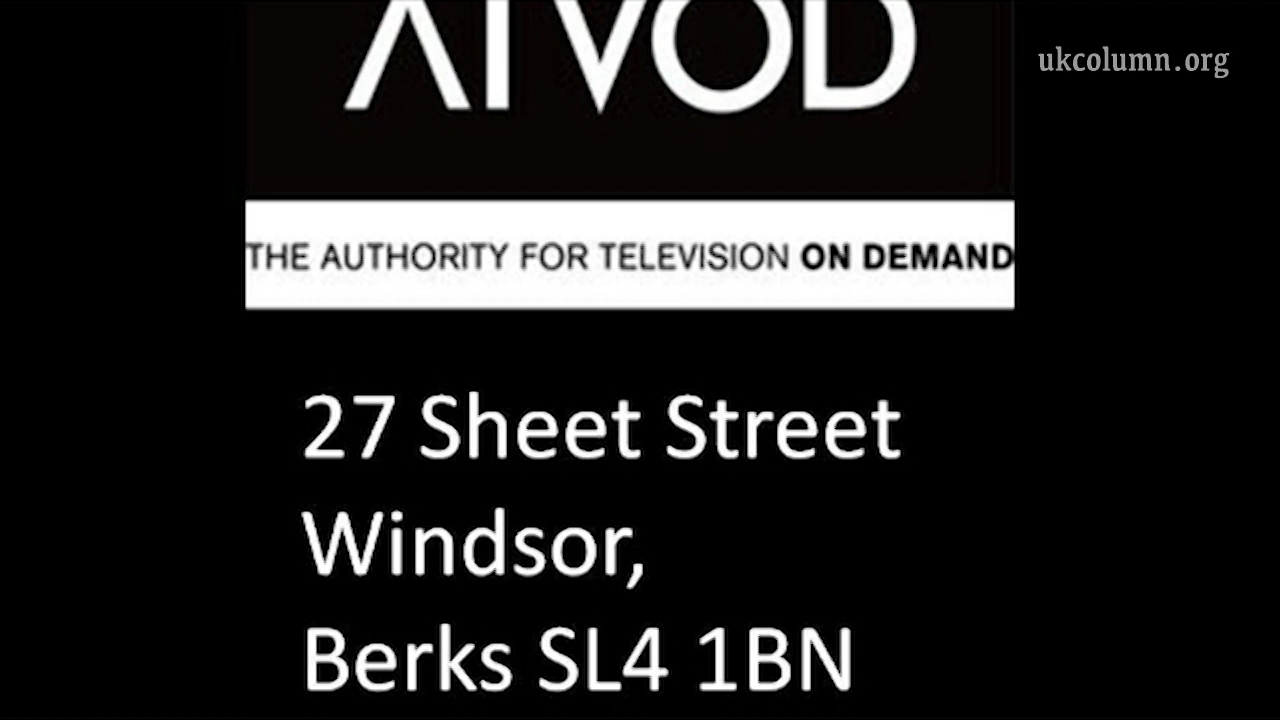 ATVOD
ukcolumn.org
THE AUTHORITY FOR TELEVISION ON DEMAND
27 Sheet Street
Windsor,
Berks SL4 1BN